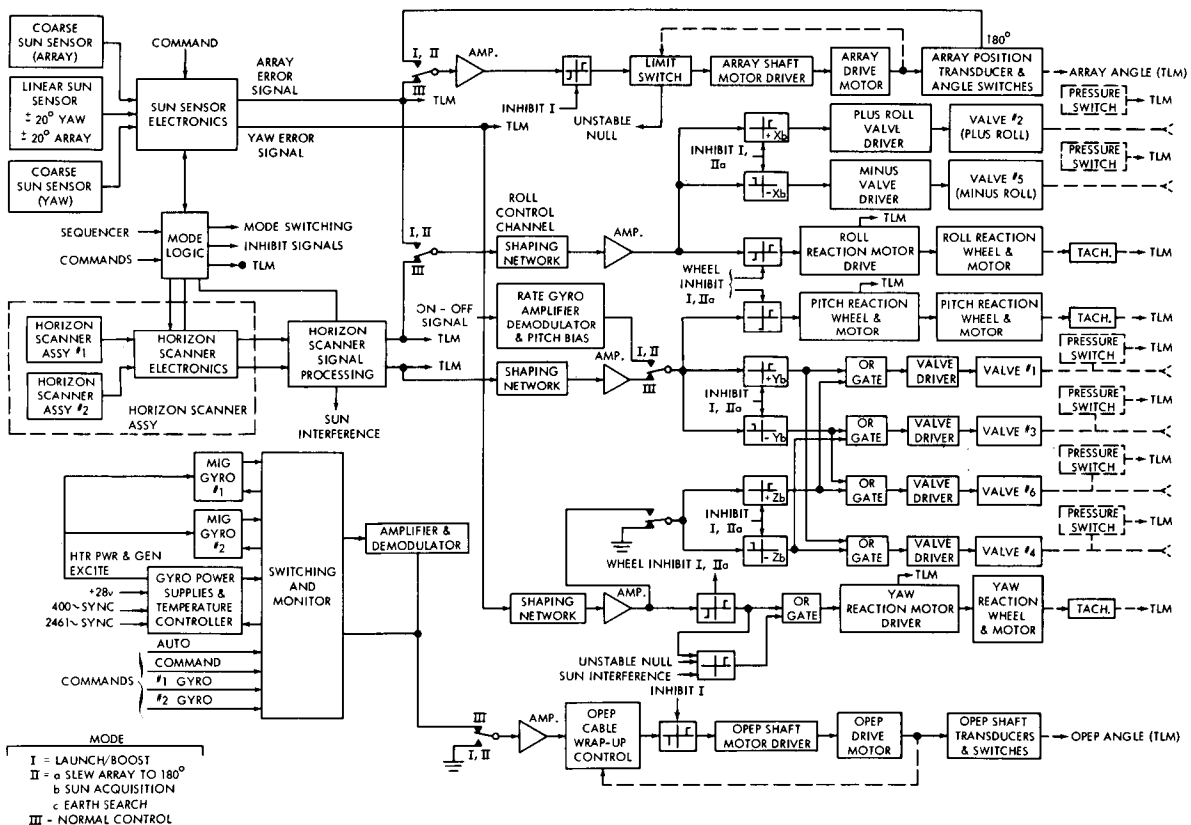 COARSE
SUN SENSOR
(ARRAY)
LINEAR SUN
SENSOR
± 20° YAW
± 20° ARRAY
COARSE
SUN SENSOR
(YAW)
COMMAND
SUN SENSOR
ELECTRONICS
ARRAY
ERROR
SIGNAL
YAW ERROR
SIGNAL
I, II
III
TLM
AMP.
INHIBIT I
LIMIT
SWITCH
UNSTABLE
NULL
ARRAY SHAFT
MOTOR DRIVER
ARRAY
DRIVE
MOTOR
180°
ARRAY POSITION
TRANSDUCER &
ANGLE SWITCHES
ARRAY ANGLE (TLM)
PRESSURE
SWITCH
TLM
TLM
+Xb
PLUS ROLL
VALVE
DRIVER
VALVE #2
(PLUS ROLL)
INHIBIT I,
IIa
PRESSURE
SWITCH
TLM
-Xb
MINUS
VALVE
DRIVER
VALVE #5
(MINUS ROLL)
SEQUENCER
COMMANDS
MODE
LOGIC
MODE SWITCHING
INHIBIT SIGNALS
TLM
I, II
III
ROLL
CONTROL
CHANNEL
SHAPING
NETWORK
AMP.
TLM
ROLL
REACTION MOTOR
DRIVE
ROLL REACTION
WHEEL &
MOTOR
TACH.
TLM
WHEEL
INHIBIT
I, IIa
TLM
PITCH REACTION
WHEEL
& MOTOR
PITCH REACTION
WHEEL
& MOTOR
TACH.
TLM
HORIZON
SCANNER
ASSY #1
HORIZON
SCANNER
ASSY #2
HORIZON
SCANNER
ELECTRONICS
HORIZON SCANNER
ASSY
HORIZON
SCANNER
SIGNAL
PROCESSING
SUN
INTERFERENCE
ON - OFF
SIGNAL
TLM
TLM
RATE GYRO
AMPLIFIER
DEMODULATOR
& PITCH BIAS
SHAPING
NETWORK
AMP.
I, II
III
+Yb
INHIBIT
I, IIa
-Yb
OR
GATE
VALVE
DRIVER
VALVE #1
PRESSURE
SWITCH
TLM
OR
GATE
VALVE
DRIVER
VALVE #3
PRESSURE
SWITCH
TLM
+Zb
INHIBIT
I, IIa
-Zb
OR
GATE
VALVE
DRIVER
VALVE #6
PRESSURE
SWITCH
TLM
OR
GATE
VALVE
DRIVER
VALVE #4
PRESSURE
SWITCH
TLM
MIG
GYRO
#1
MIG
GYRO
#2
HTR PWR & GEN
EXCITE
+28v
400~SYNC
2461~SYNC
GYRO POWER
SUPPLIES &
TEMPERATURE
CONTROLLER
SWITCHING
AND
MONITOR
AMPLIFIER &
DEMODULATOR
COMMANDS
AUTO
COMMAND
#1 GYRO
#2 GYRO
SHAPING
NETWORK
AMP.
WHEEL INHIBIT I, IIa
OR
GATE
TLM
YAW
REACTION MOTOR
DRIVER
YAW
REACTION
WHEEL
& MOTOR
TACH.
TLM
UNSTABLE NULL
SUN INTERFERENCE
III
I, II
AMP.
OPEP
CABLE
WRAP-UP
CONTROL
INHIBIT I
OPEP SHAFT
MOTOR DRIVER
OPEP
DRIVE
MOTOR
OPEP SHAFT
TRANSDUCERS
& SWITCHES
OPEP ANGLE (TLM)
MODE
I = LAUNCH/BOOST
II = a SLEW ARRAY TO 180°
b SUN ACQUISITION
c EARTH SEARCH
III - NORMAL CONTROL